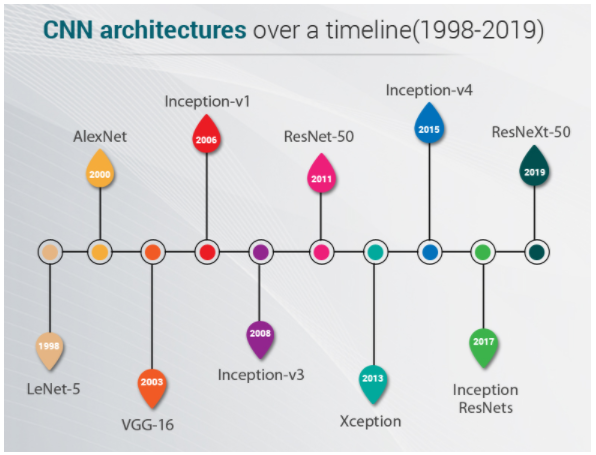 CNN architectures over a timeline(1998-2019)
Inception-v1
Inception-v4
AlexNet
ResNet-50
ResNeXt-50
2000
2006
2011
2015
2019
1998
2003
2008
2013
2017
LeNet-5
VGG-16
Inception-v3
Xception
Inception
ResNets